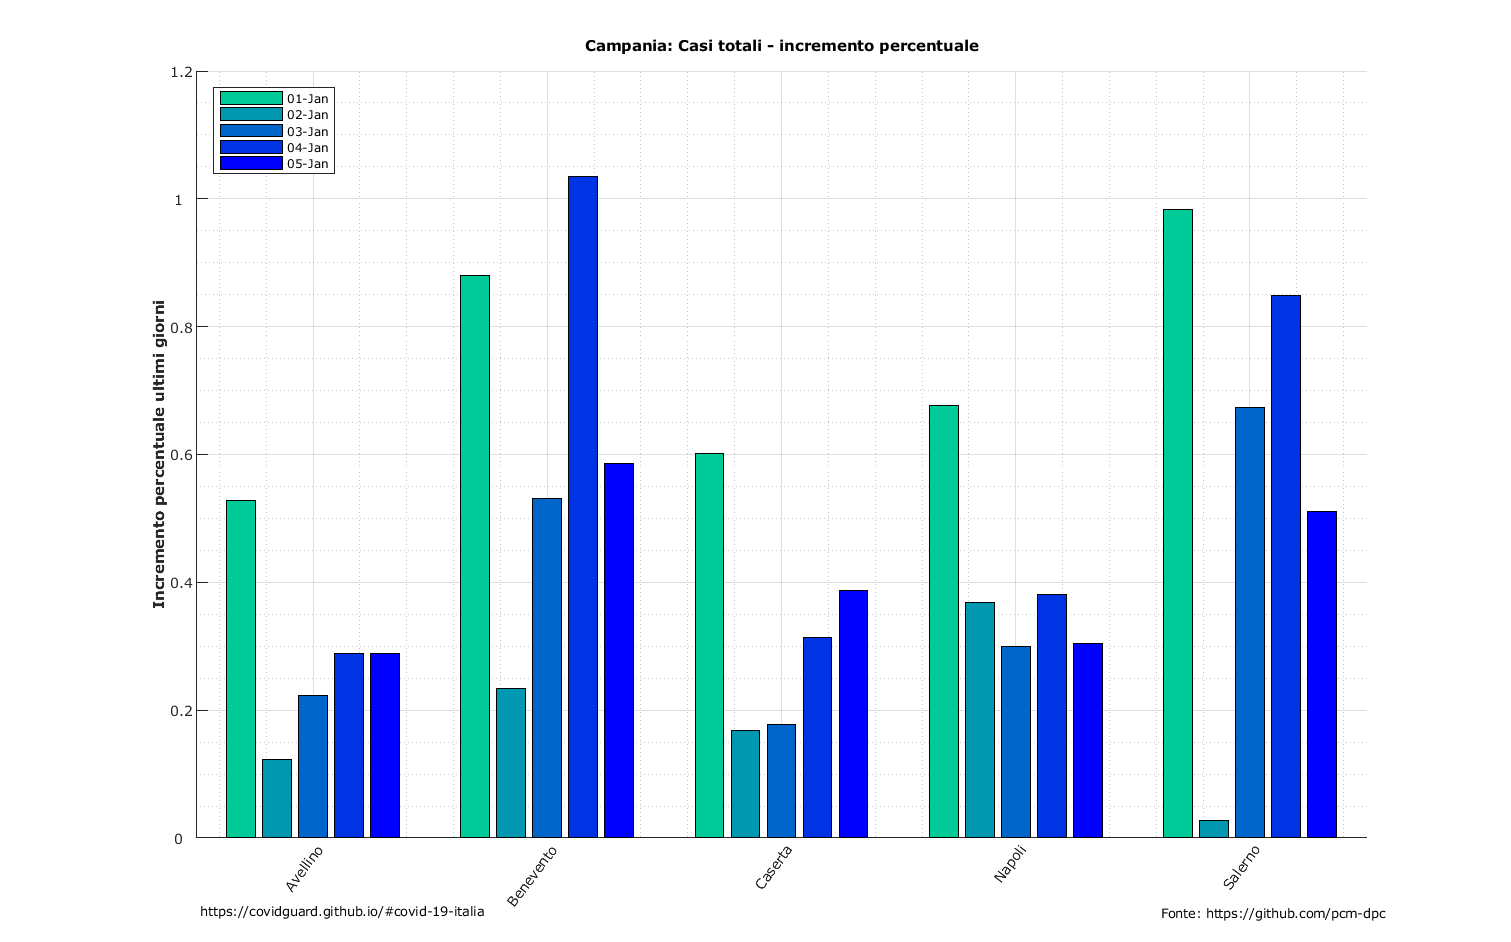 Campania: Casi totali - incremento percentuale
Incremento percentuale ultimi giorni
1.2
1
0.8
0.6
0.4
0.2
0
01-Jan
02-Jan
03-Jan
04-Jan
05-Jan
Avellino
Benevento
Caserta
Napoli
Salerno
https://covidguard.github.io/#covid-19-italia
Fonte: https://github.com/pcm-dpc